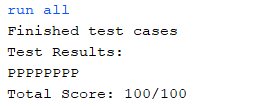 run all
Finished test cases
Test Results:
PPPPPPPP
Total Score: 100/100